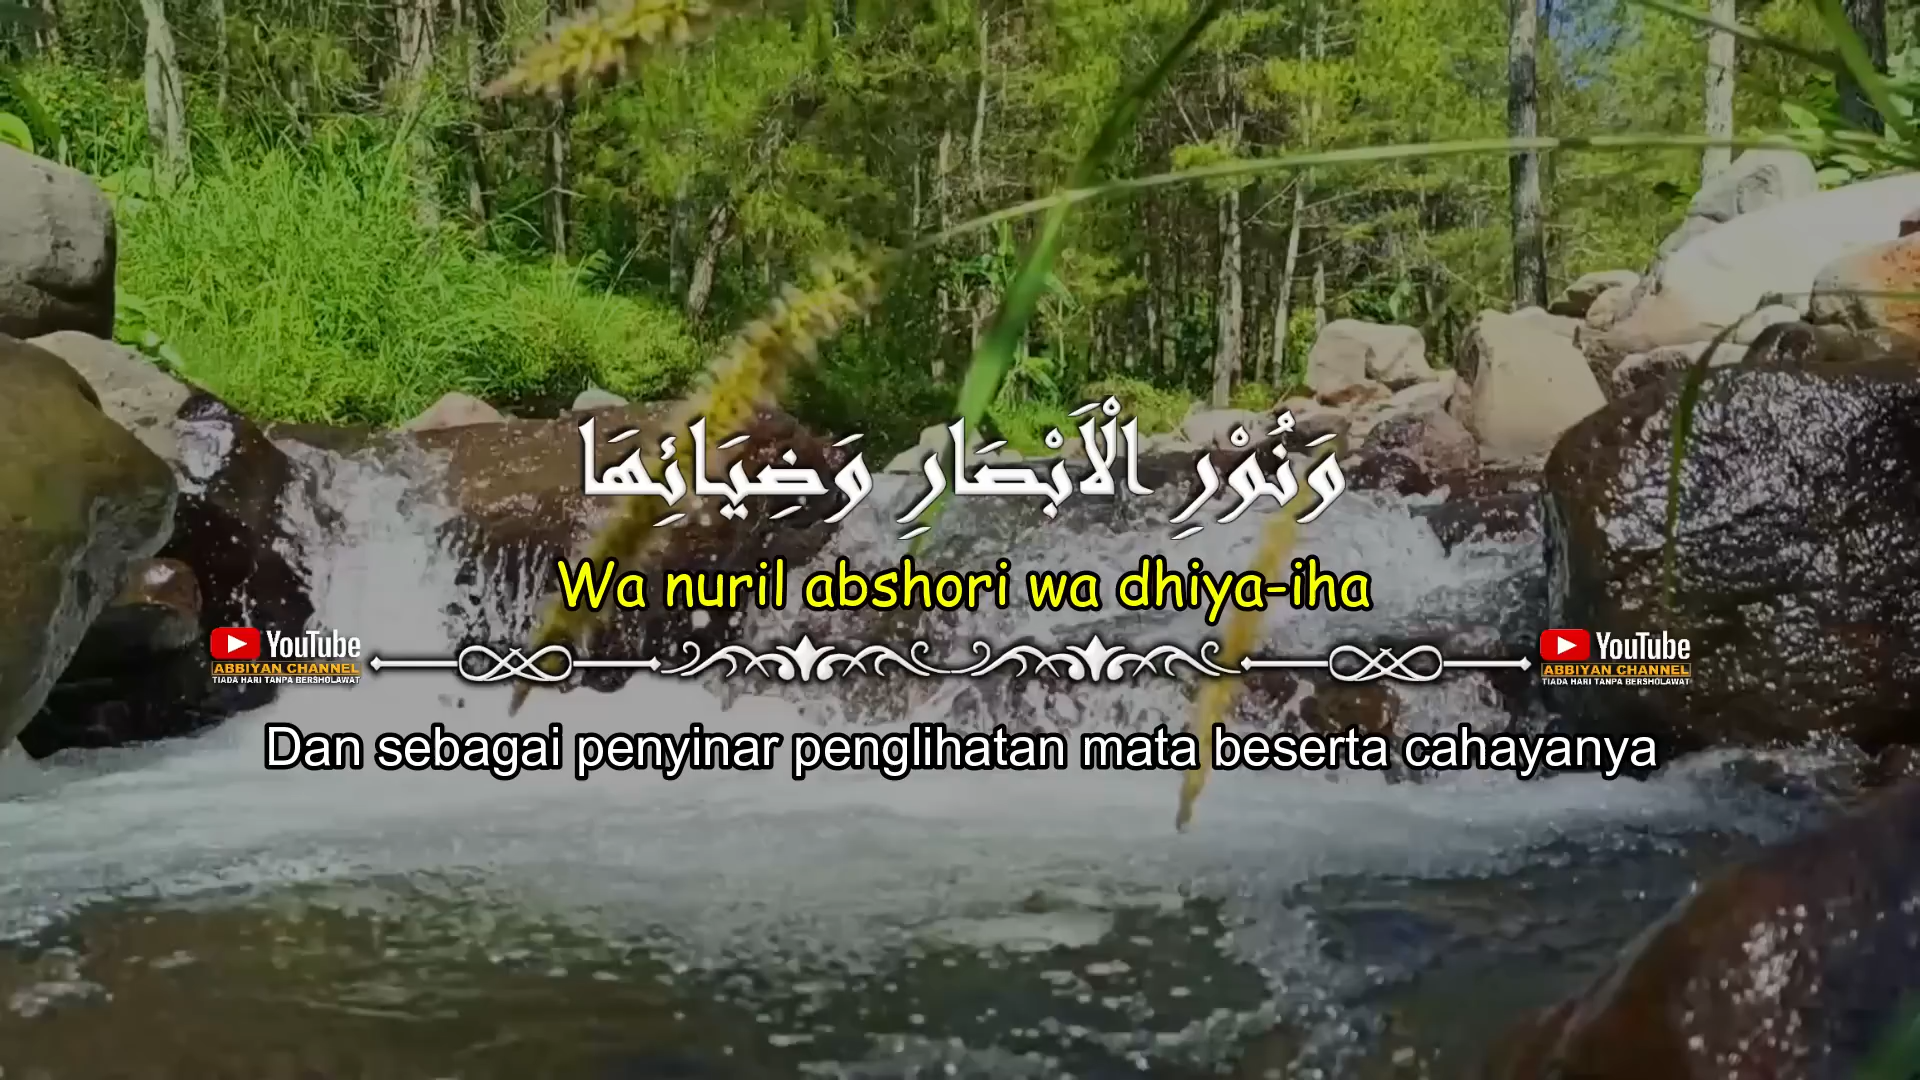 وَنُوْرِ الْاَبْصَارِ وَضِيَائِهَا
Wa nuril abshori wa dhiya-iha
YouTube
ABBIYAN CHANNEL
TIADA HARI TANPA BERSHOLAWAT
YouTube
ABBIYAN CHANNEL
TIADA HARI TANPA BERSHOLAWAT
Dan sebagai penyinar penglihatan mata beserta cahayanya